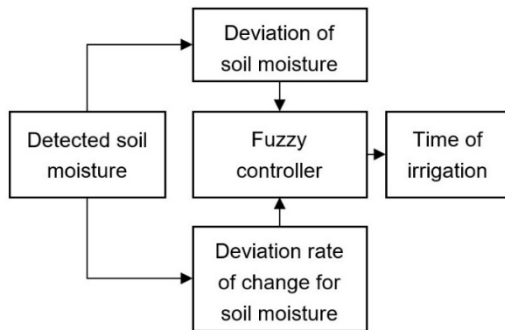 Deviation of
soil moisture
Detected soil
moisture
Fuzzy
controller
Time of
irrigation
Deviation rate
of change for
soil moisture